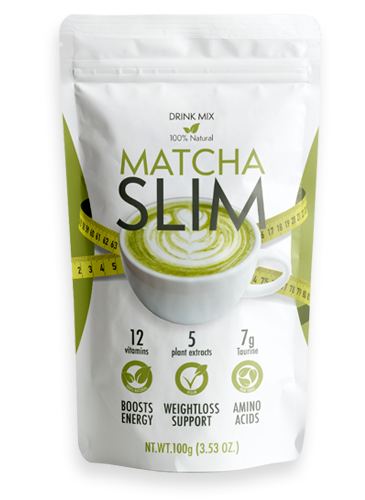 DRINK MIX
100% Natural
MATCHA
SLIM
12
vitamins
5
plant extracts
7g
Taurine
BOOSTS
ENERGY
WEIGHTLOSS
SUPPORT
AMINO
ACIDS
NT.WT.100g (3.53 OZ.)